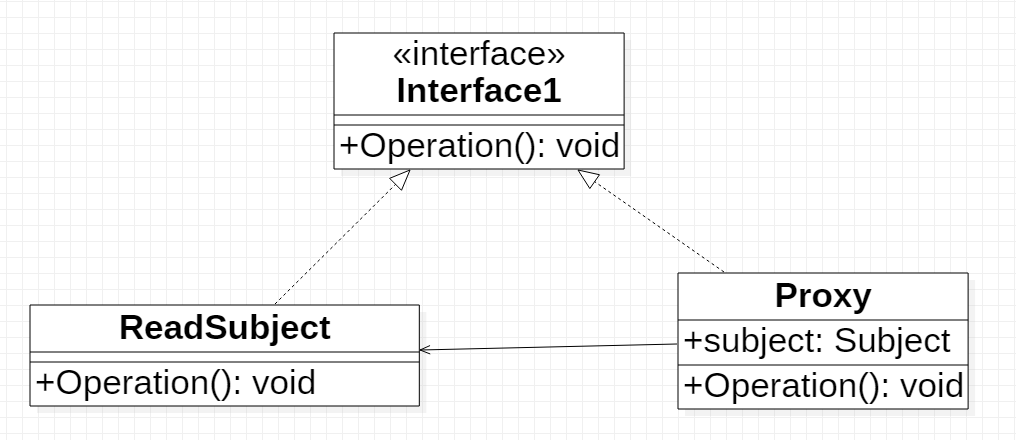 «interface»
Interface1
+Operation(): void
ReadSubject
+Operation(): void
Proxy
+subject: Subject
+Operation(): void